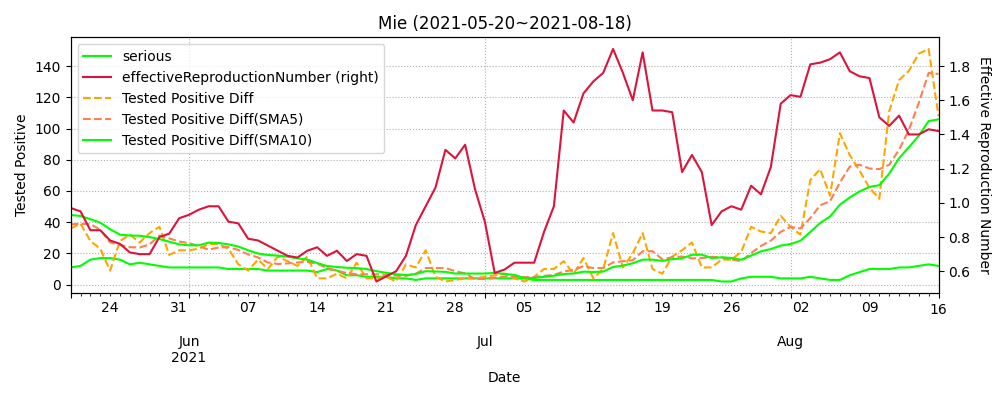 Mie (2021-05-20~2021-08-18)
serious
effectiveReproductionNumber (right)
Tested Positive Diff
Tested Positive Diff(SMA5)
Tested Positive Diff(SMA10)
Tested Positive
140
120
100
80
60
40
20
0
1.8
1.6
1.4
1.2
1.0
0.8
0.6
Effective Reproduction Number
24 07 14 21 28 05 12 19 26 02 09 16
Jun Jul Aug
2021
Date